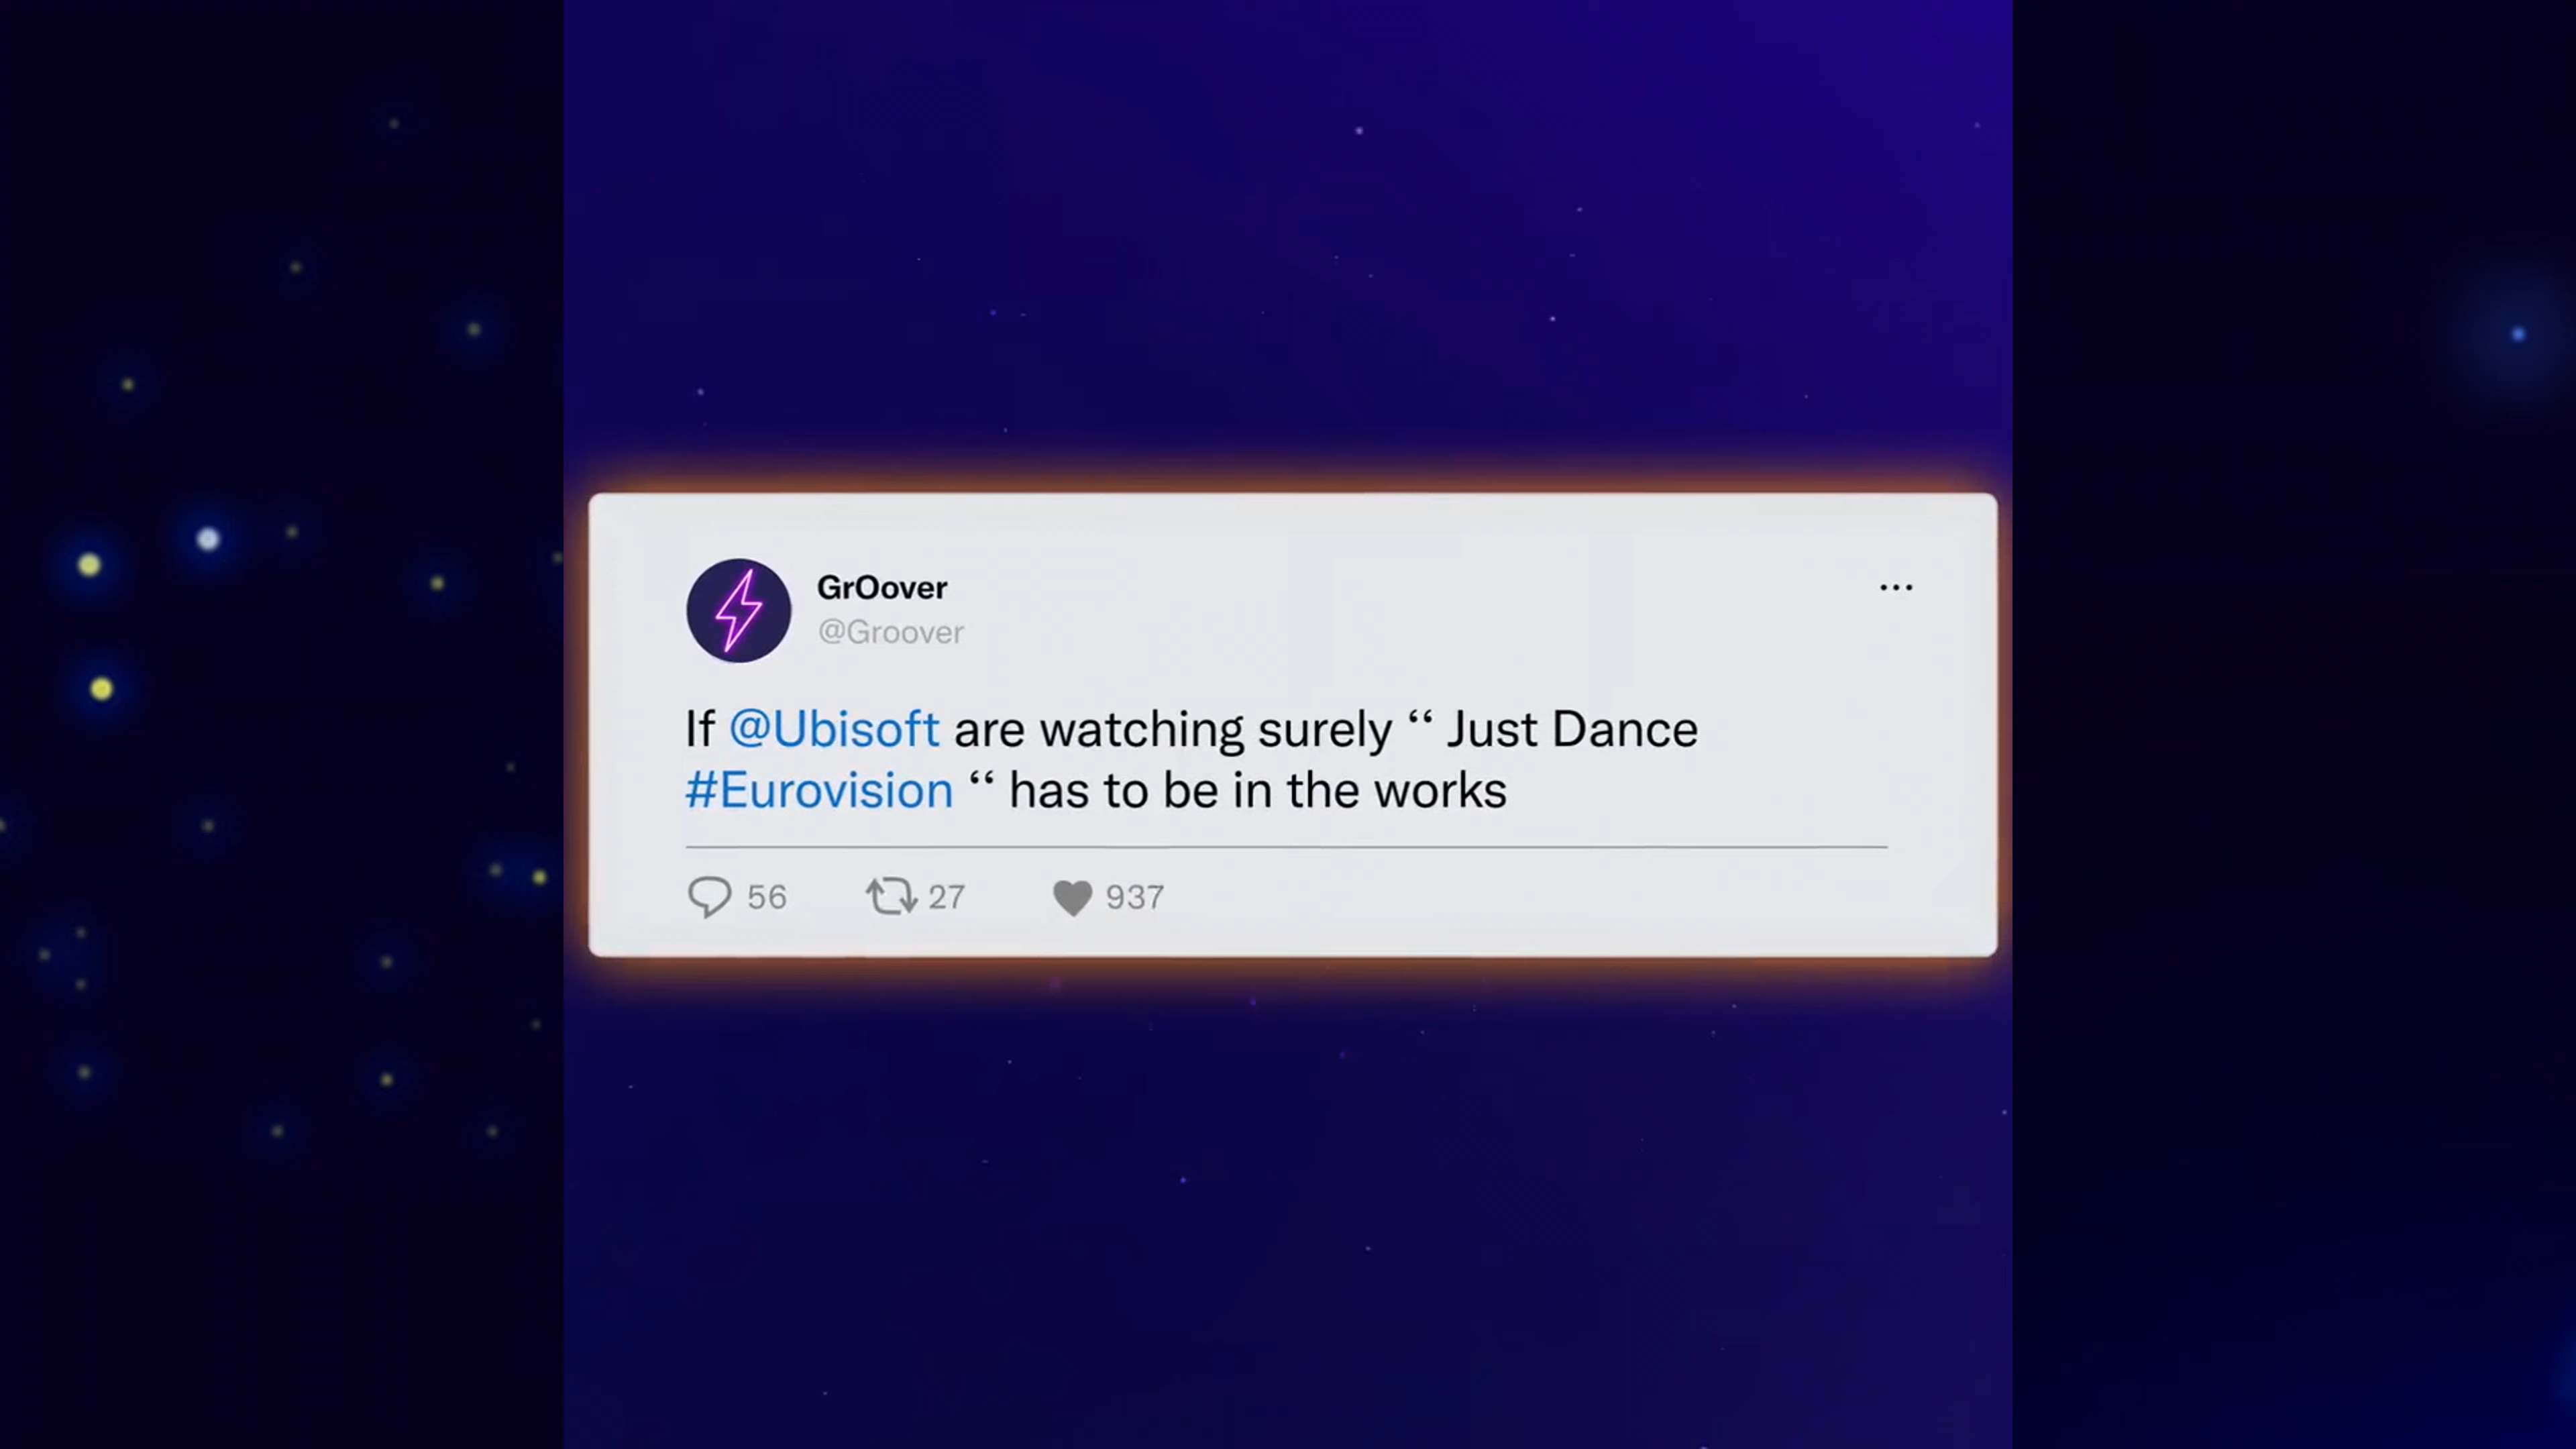 GrOover
@Groover
If @Ubisoft are watching surely “ Just Dance
#Eurovision “ has to be in the works
56 27 937